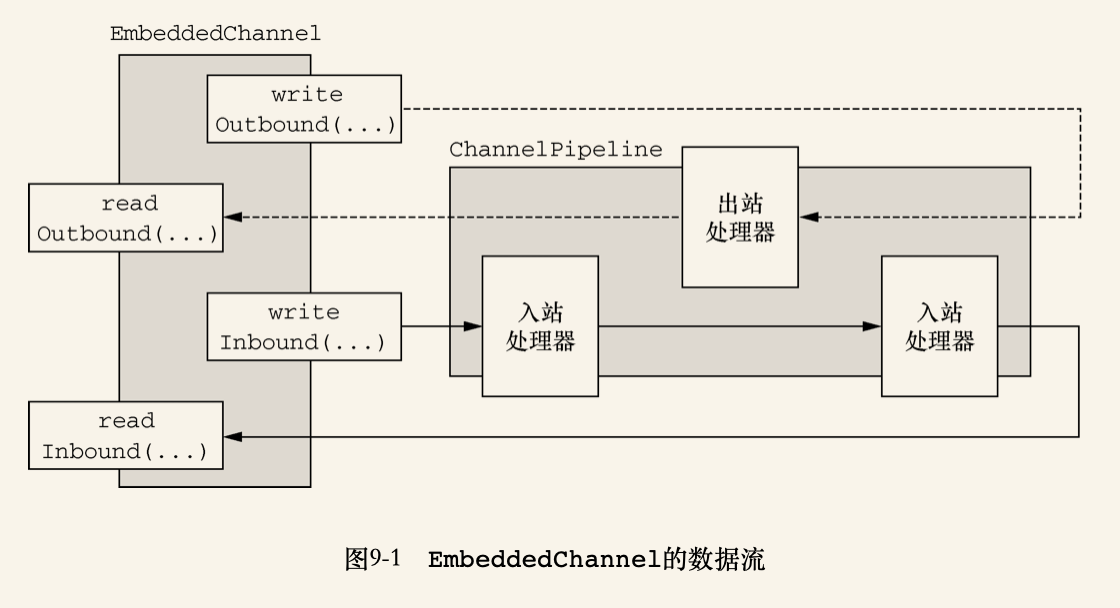 EmbeddedChannel
write
Outbound(...)
read
Outbound(...)
write
Inbound(...)
read
Inbound(...)
ChannelPipeline
出站
处理器
入站
处理器
入站
处理器
图9-1 EmbeddedChannel的数据流